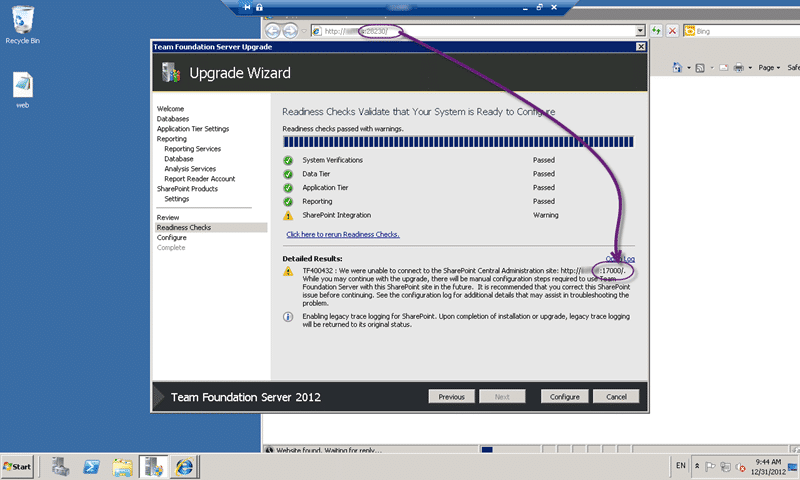 Recycle Bin
web
http://
28230/
Bing
Page
Safe
Team Foundation Server Upgrade
Upgrade Wizard
Welcome
Databases
Application Tier Settings
Reporting
Reporting Services
Database
Analysis Services
Report Reader Account
SharePoint Products
Settings
Review
Readiness Checks
Configure
Complete
Readiness Checks Validate that Your System is Ready to Configure
Readiness checks passed with warnings.
System Verifications Passed
Data Tier Passed
Application Tier Passed
Reporting Passed
SharePoint Integration Warning
Click here to rerun Readiness Checks.
Detailed Results:
Open Log
TF400432 : We were unable to connect to the SharePoint Central Administration site: http:// :17000/.
While you may continue with the upgrade, there will be manual configuration steps required to use Team
Foundation Server with this SharePoint site in the future. It is recommended that you correct this SharePoint
issue before continuing. See the configuration log for additional details that may assist in troubleshooting the
problem.
Enabling legacy trace logging for SharePoint. Upon completion of installation or upgrade, legacy trace logging
will be returned to its original status.
Team Foundation Server 2012
Previous Next Configure Cancel
Website found. Waiting for reply...
Start
EN
9:44 AM
12/31/2012